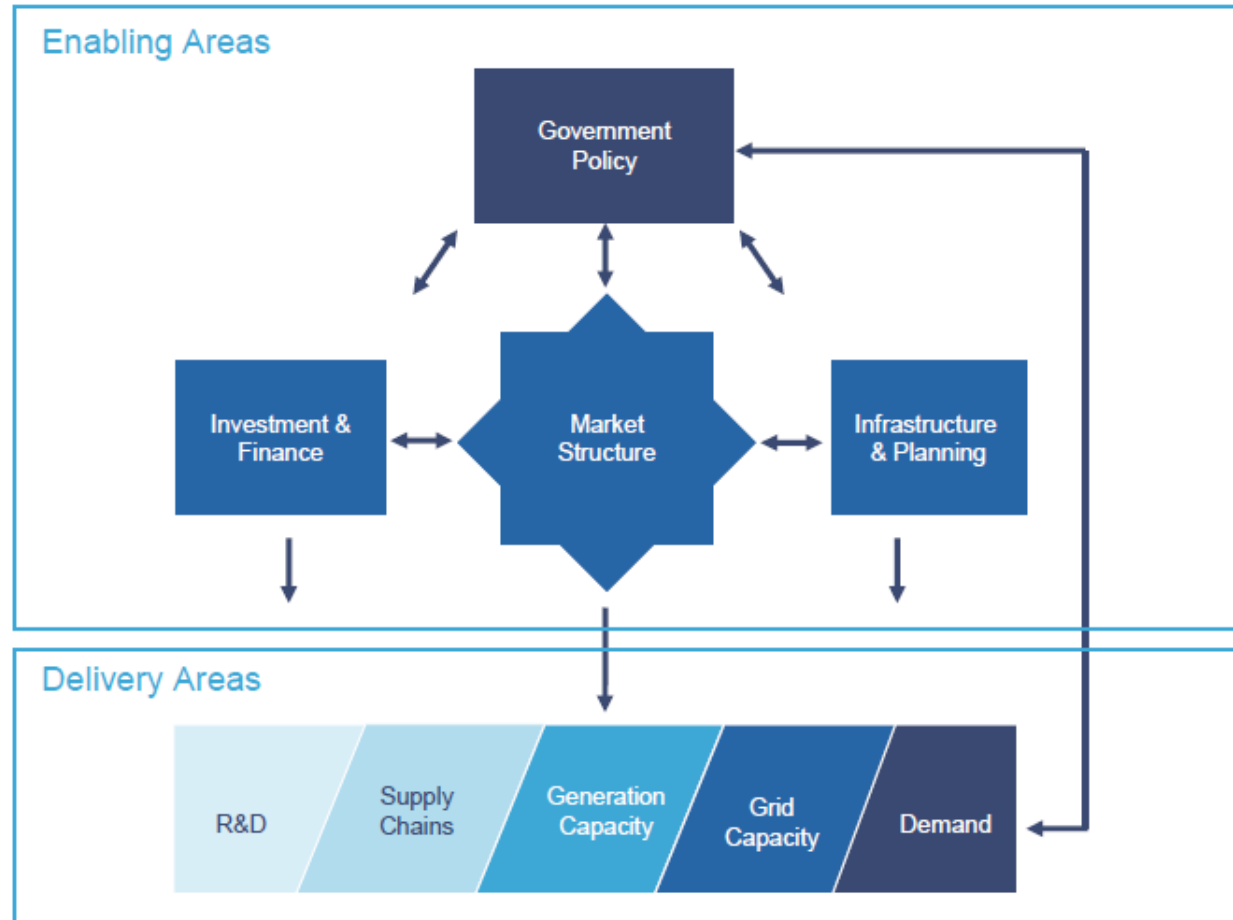 Enabling Areas
Government
Policy
Investment &
Finance
Market
Structure
Infrastructure
& Planning
Delivery Areas
R&D
Supply
Chains
Generation
Capacity
Grid
Capacity
Demand